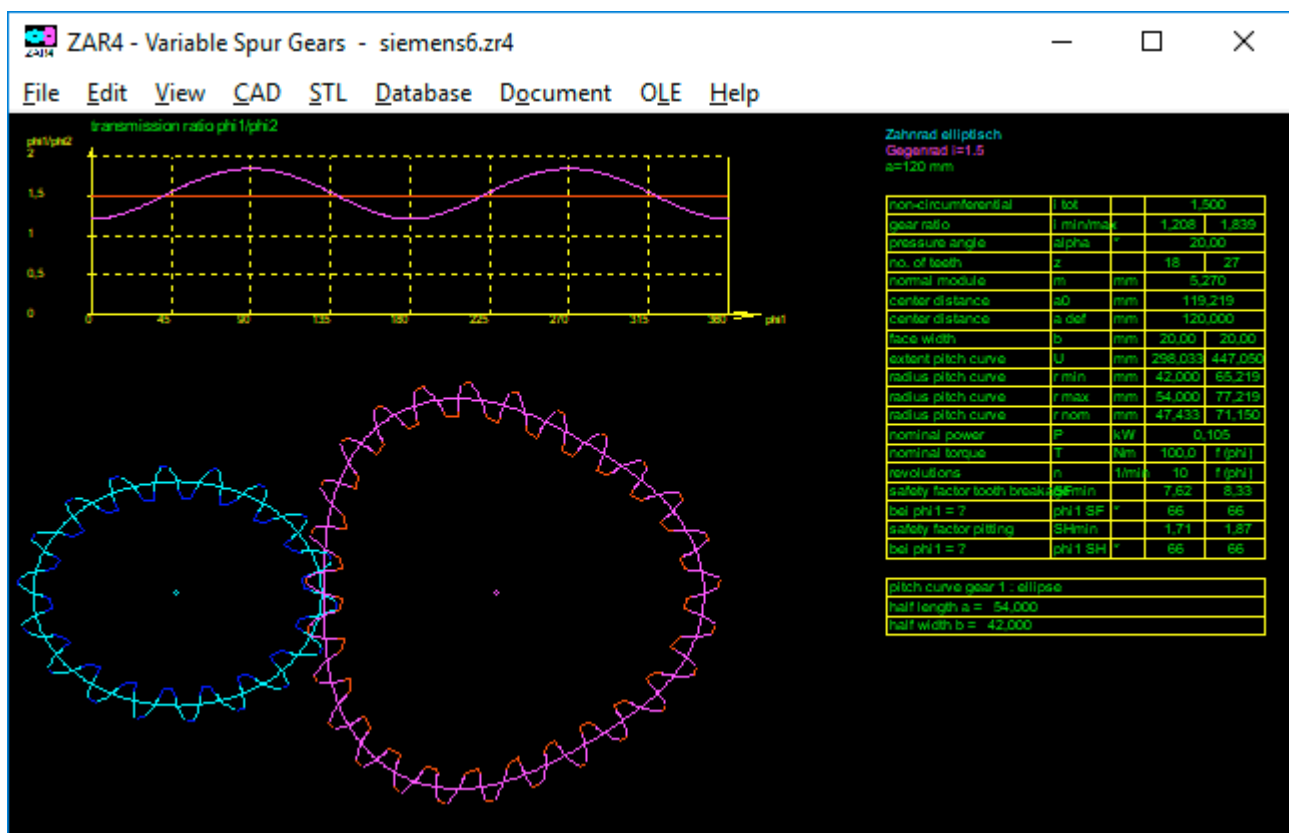 ZAR4 - Variable Spur Gears - siemens6.zr4
File Edit View CAD STL Database Document OLE Help
transmission ratio phi1/phi2
phi1/phi2
2
1,5
1
0,5
0
0 45 90 135 180 225 270 315 360 phi1
Zahnrad elliptisch
Gegenrad i=1.5
a=120 mm
non-circumferential i tot 1,500
gear ratio i min/max 1,208 1,839
pressure angle alpha ° 20,00
no. of teeth z 18 27
normal module m mm 5,270
center distance a0 mm 119,219
center distance a def mm 120,000
face width b mm 20,00 20,00
extent pitch curve U mm 298,033 447,050
radius pitch curve r min mm 42,000 65,219
radius pitch curve r max mm 54,000 77,219
radius pitch curve r nom mm 47,433 71,150
nominal power P kW 0,105
nominal torque T Nm 100,0 f (phi)
revolutions n 1/min 10 f (phi)
safety factor tooth breakage SFmin 7,62 8,33
bei phi1 = ? phi1 SF ° 66 66
safety factor pitting SHmin 1,71 1,87
bei phi1 = ? phi1 SH ° 66 66
pitch curve gear 1 : ellipse
half length a = 54,000
half width b = 42,000